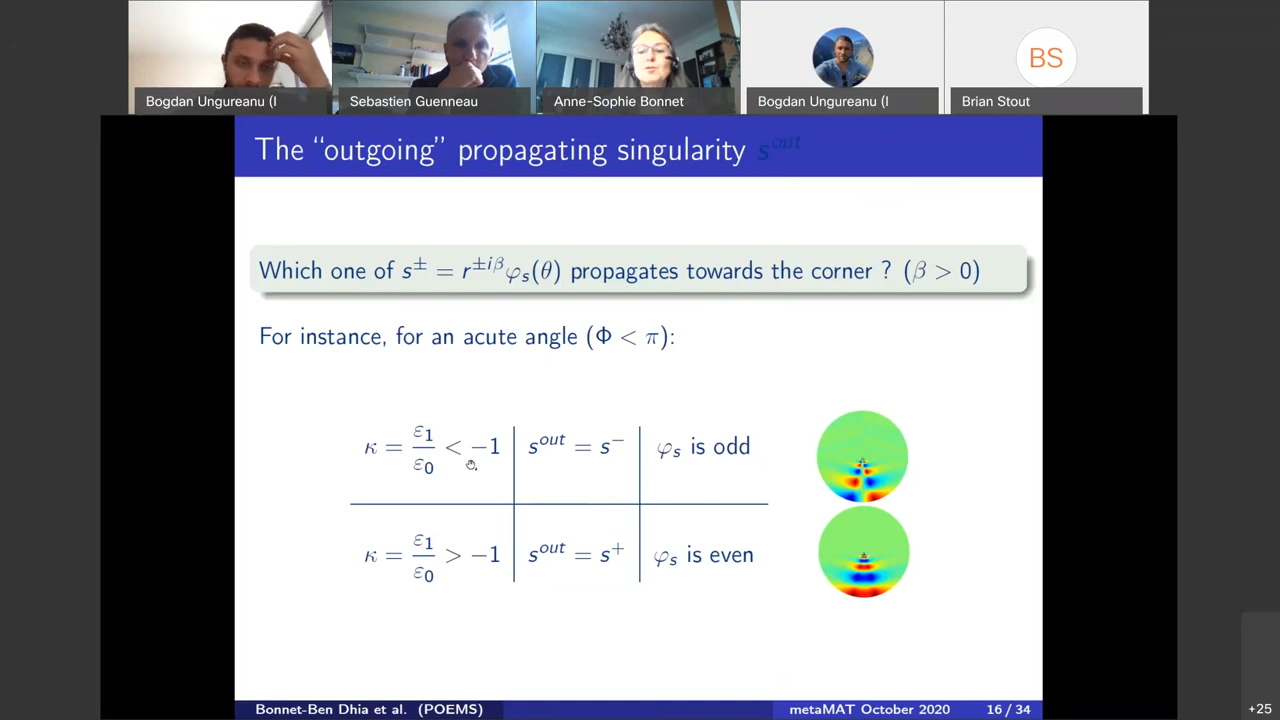 Bogdan Ungureanu (I
Sebastien Guenneau
Anne-Sophie Bonnet
Bogdan Ungureanu (I
BS
Brian Stout
The “outgoing” propagating singularity s^out
Which one of s^± = r^{±iβ}φ_s(θ) propagates towards the corner ? (β > 0)
For instance, for an acute angle (Φ < π):
κ = ε₁/ε₀ < −1 | s^out = s^− | φ_s is odd
κ = ε₁/ε₀ > −1 | s^out = s^+ | φ_s is even
Bonnet-Ben Dhia et al. (POEMS) metaMAT October 2020 16 / 34
+25